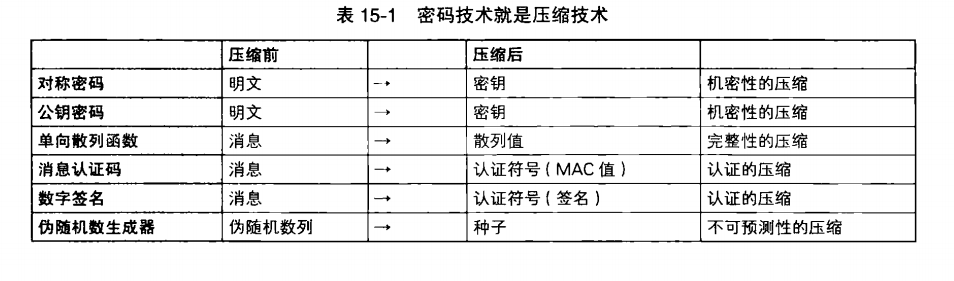 表 15-1 密码技术就是压缩技术
压缩前 压缩后
对称密码 明文 → 密钥 机密性的压缩
公钥密码 明文 → 密钥 机密性的压缩
单向散列函数 消息 → 散列值 完整性的压缩
消息认证码 消息 → 认证符号(MAC 值) 认证的压缩
数字签名 消息 → 认证符号(签名) 认证的压缩
伪随机数生成器 伪随机数列 → 种子 不可预测性的压缩